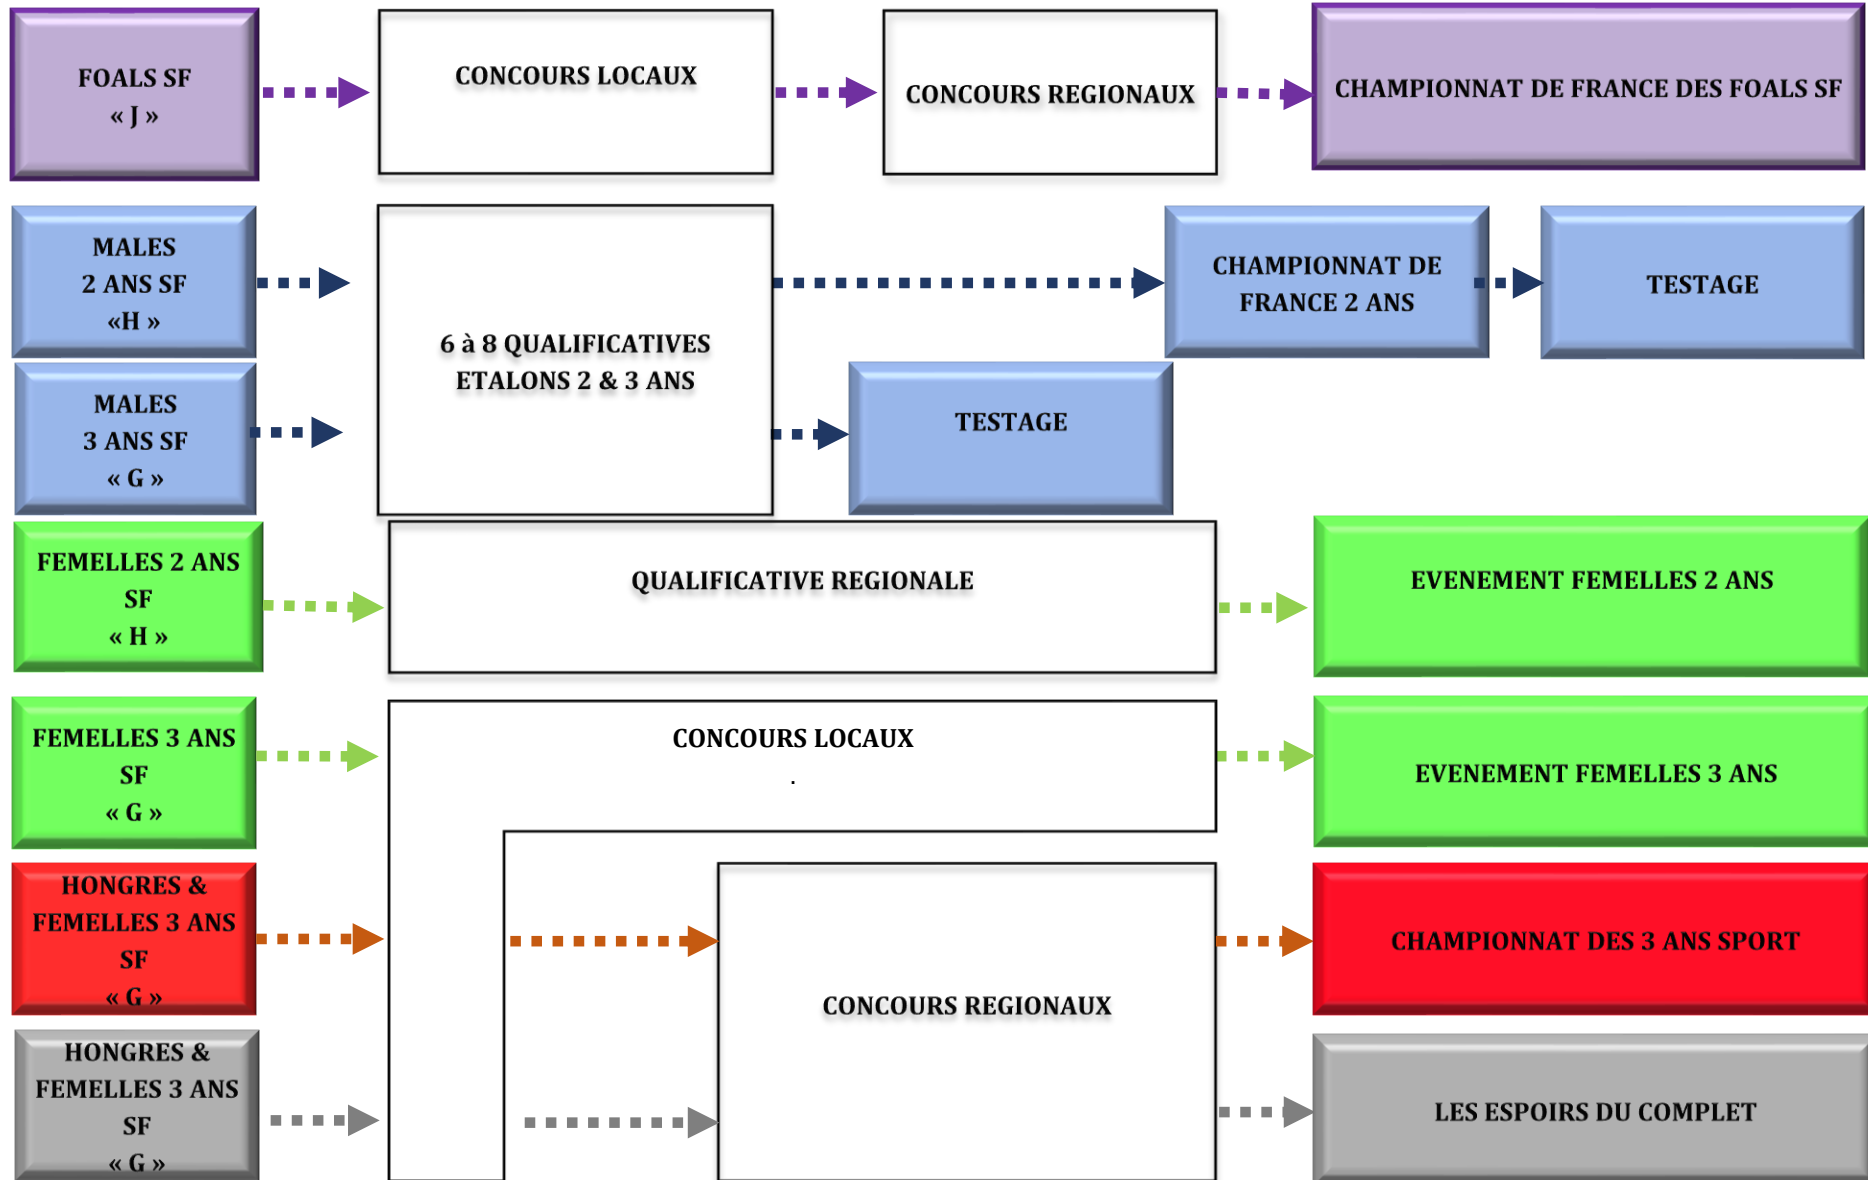 FOALS SF
« J »
CONCOURS LOCAUX
CONCOURS REGIONAUX
CHAMPIONNAT DE FRANCE DES FOALS SF
MALES
2 ANS SF
«H »
6 à 8 QUALIFICATIVES
ETALONS 2 & 3 ANS
CHAMPIONNAT DE
FRANCE 2 ANS
TESTAGE
MALES
3 ANS SF
« G »
TESTAGE
FEMELLES 2 ANS
SF
« H »
QUALIFICATIVE REGIONALE
EVENEMENT FEMELLES 2 ANS
FEMELLES 3 ANS
SF
« G »
CONCOURS LOCAUX
.
EVENEMENT FEMELLES 3 ANS
HONGRES &
FEMELLES 3 ANS
SF
« G »
CONCOURS REGIONAUX
CHAMPIONNAT DES 3 ANS SPORT
HONGRES &
FEMELLES 3 ANS
SF
« G »
LES ESPOIRS DU COMPLET